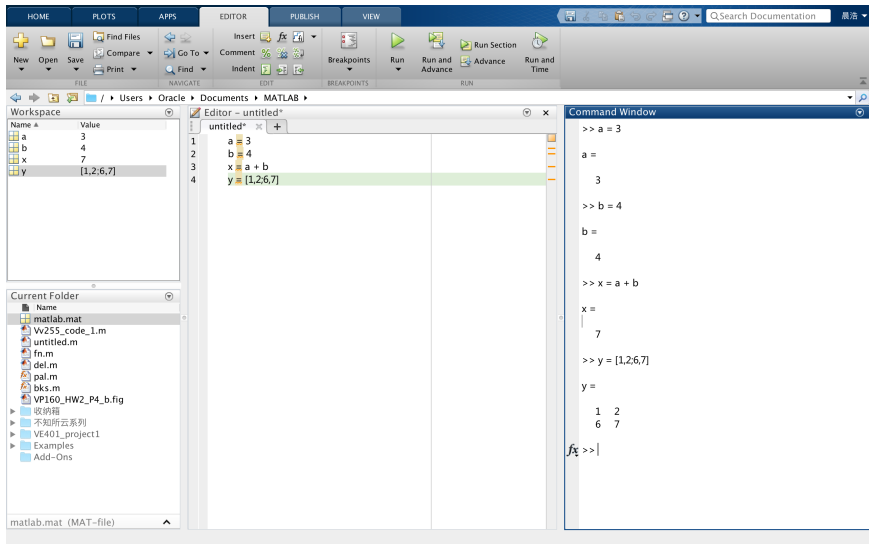 HOME PLOTS APPS EDITOR PUBLISH VIEW Search Documentation 晨浩
New Open Save Find Files Compare Print
Go To Find
Insert fx Comment Indent
Breakpoints
Run Run and Advance Run Section Advance Run and Time
FILE NAVIGATE EDIT BREAKPOINTS RUN
/ Users Oracle Documents MATLAB
Workspace
Name Value
a 3
b 4
x 7
y [1,2;6,7]
Current Folder
Name
matlab.mat
Vv255_code_1.m
untitled.m
fn.m
del.m
pal.m
bks.m
VP160_HW2_P4_b.fig
收纳箱
不知所云系列
VE401_project1
Examples
Add-Ons
matlab.mat (MAT-file)
Editor - untitled*
untitled* +
1 a = 3
2 b = 4
3 x = a + b
4 y = [1,2;6,7]
Command Window
>> a = 3
a =
3
>> b = 4
b =
4
>> x = a + b
x =
7
>> y = [1,2;6,7]
y =
1 2
6 7
fx >>